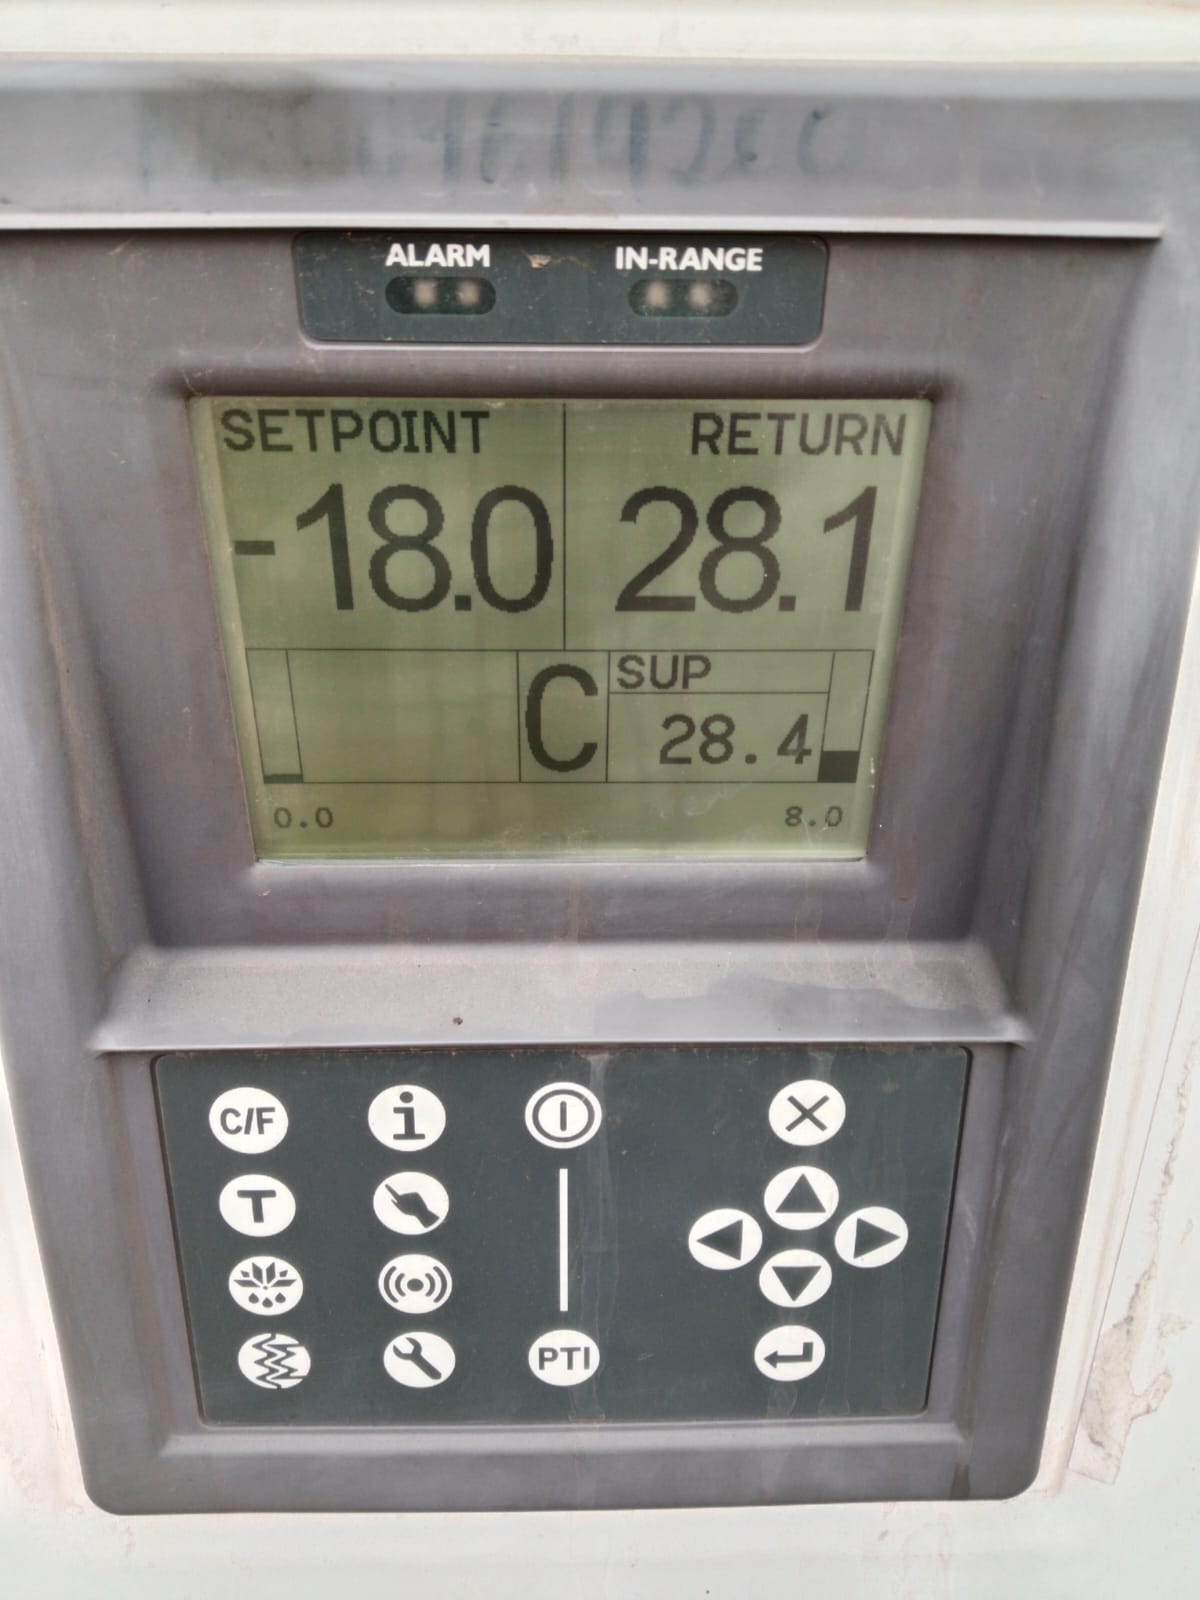 ALARM IN-RANGE
SETPOINT RETURN
-18.0 28.1
C SUP
28.4
0.0 8.0
C/F i
T
PTI